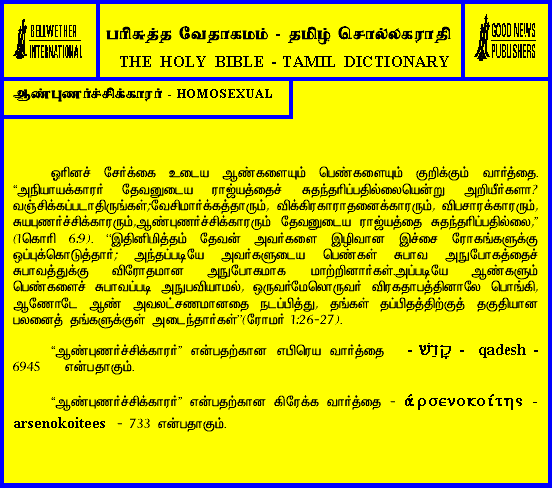 BELLWETHER
INTERNATIONAL
பரிசுத்த வேதாகமம் - தமிழ் சொல்லகராதி
THE HOLY BIBLE - TAMIL DICTIONARY
GOOD NEWS
PUBLISHERS
ஆண்புணர்ச்சிக்காரர் - HOMOSEXUAL
ஓரினச் சேர்க்கை உடைய ஆண்களையும் பெண்களையும் குறிக்கும் வார்த்தை.
“அநியாயக்காரர் தேவனுடைய ராஜ்யத்தைச் சுதந்தரிப்பதில்லையென்று அறியீர்களா?
வஞ்சிக்கப்படாதிருங்கள்;வேசிமார்க்கத்தாரும், விக்கிரகாராதனைக்காரரும், விபசாரக்காரரும்,
சுயபுணர்ச்சிக்காரரும்,ஆண்புணர்ச்சிக்காரரும் தேவனுடைய ராஜ்யத்தை சுதந்தரிப்பதில்லை,”
(1கொரி 6:9). “இதினிமித்தம் தேவன் அவர்களை இழிவான இச்சை ரோகங்களுக்கு
ஒப்புக்கொடுத்தார்; அந்தப்படியே அவர்களுடைய பெண்கள் சுபாவ அநுபோகத்தைச்
சுபாவத்துக்கு விரோதமான அநுபோகமாக மாற்றினார்கள்.அப்படியே ஆண்களும்
பெண்களைச் சுபாவப்படி அநுபவியாமல், ஒருவர்மேலொருவர் விரகதாபத்தினாலே பொங்கி,
ஆணோடே ஆண் அவலட்சணமானதை நடப்பித்து, தங்கள் தப்பிதத்திற்குத் தகுதியான
பலனைத் தங்களுக்குள் அடைந்தார்கள்”(ரோமர் 1:26-27).
“ஆண்புணர்ச்சிக்காரர்” என்பதற்கான எபிரெய வார்த்தை - קָדֵשׁ - qadesh -
6945 என்பதாகும்.
“ஆண்புணர்ச்சிக்காரர்” என்பதற்கான கிரேக்க வார்த்தை - ἀρσενοκοίτης -
arsenokoitees - 733 என்பதாகும்.